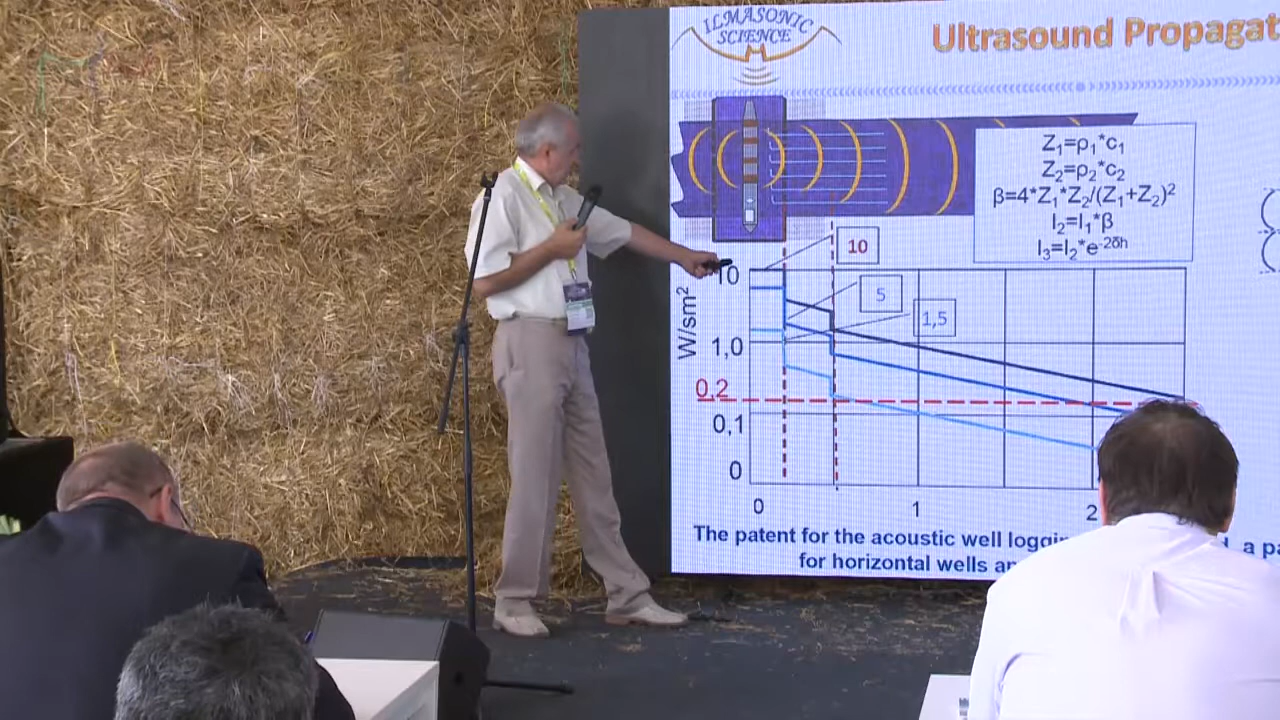 ILMASONIC
SCIENCE
Ultrasound Propagat
Z₁=ρ₁*c₁
Z₂=ρ₂*c₂
β=4*Z₁*Z₂/(Z₁+Z₂)²
I₂=I₁*β
I₃=I₂*e⁻²ᵟʰ
10
5
1,5
W/sm²
10
1,0
0,2
0,1
0
0 1 2
The patent for the acoustic well loggin a pa
for horizontal wells an